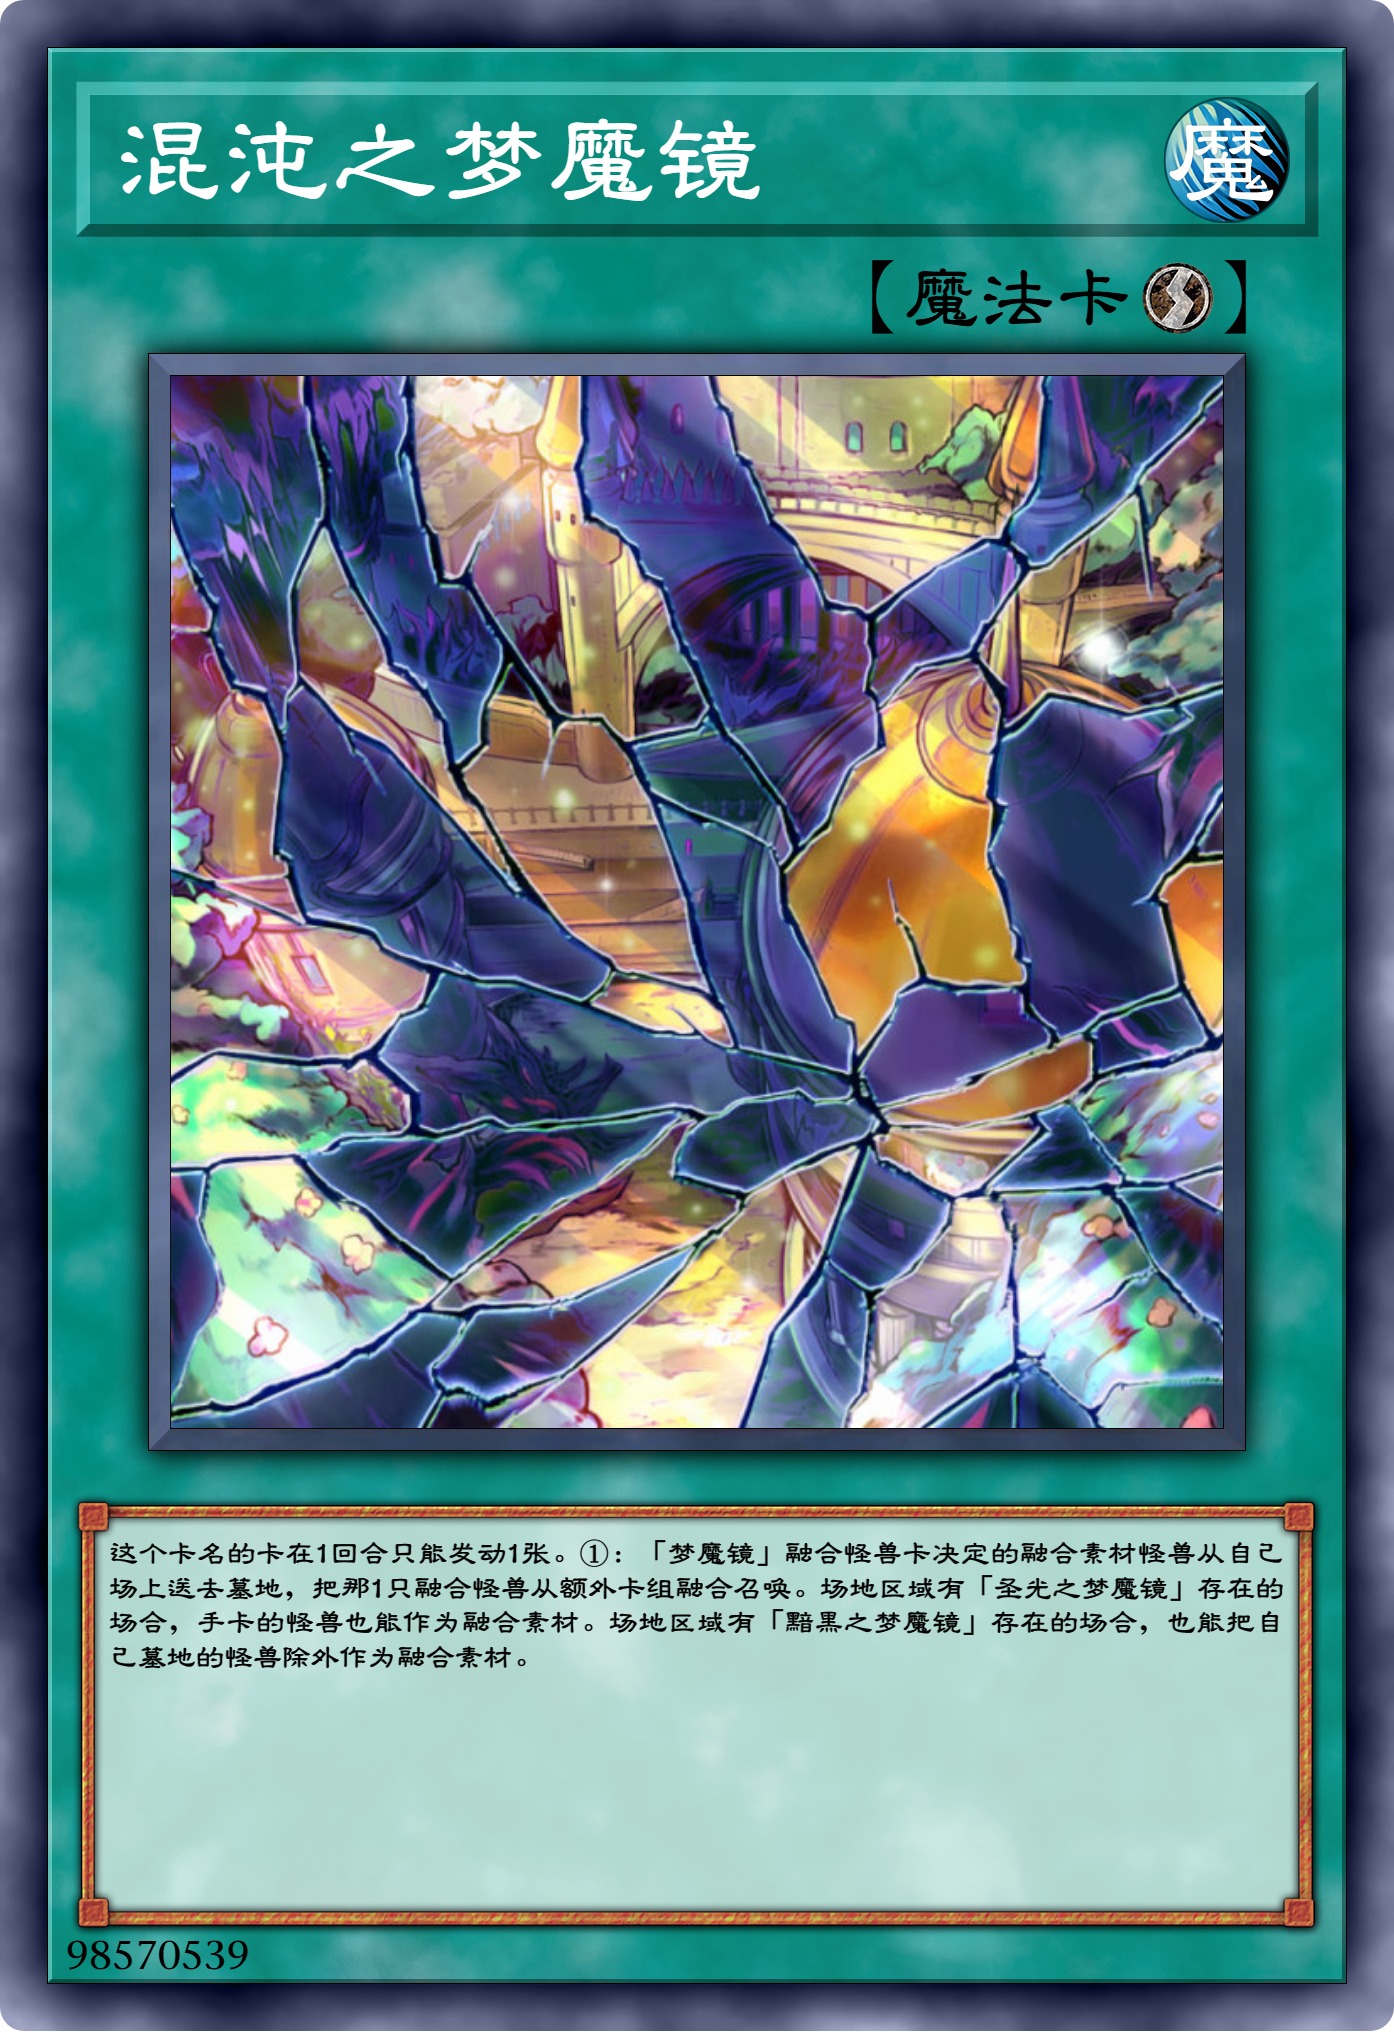 混沌之梦魔镜
魔
【魔法卡】
这个卡名的卡在1回合只能发动1张。①：「梦魔镜」融合怪兽卡决定的融合素材怪兽从自己
场上送去墓地，把那1只融合怪兽从额外卡组融合召唤。场地区域有「圣光之梦魔镜」存在的
场合，手卡的怪兽也能作为融合素材。场地区域有「黯黑之梦魔镜」存在的场合，也能把自
己墓地的怪兽除外作为融合素材。
98570539